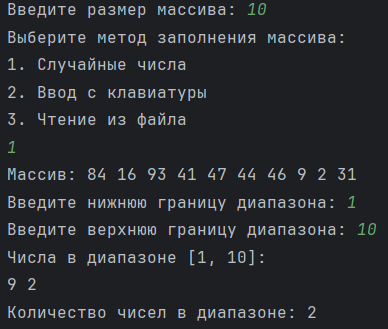 Введите размер массива: 10
Выберите метод заполнения массива:
1. Случайные числа
2. Ввод с клавиатуры
3. Чтение из файла
1
Массив: 84 16 93 41 47 44 46 9 2 31
Введите нижнюю границу диапазона: 1
Введите верхнюю границу диапазона: 10
Числа в диапазоне [1, 10]:
9 2
Количество чисел в диапазоне: 2